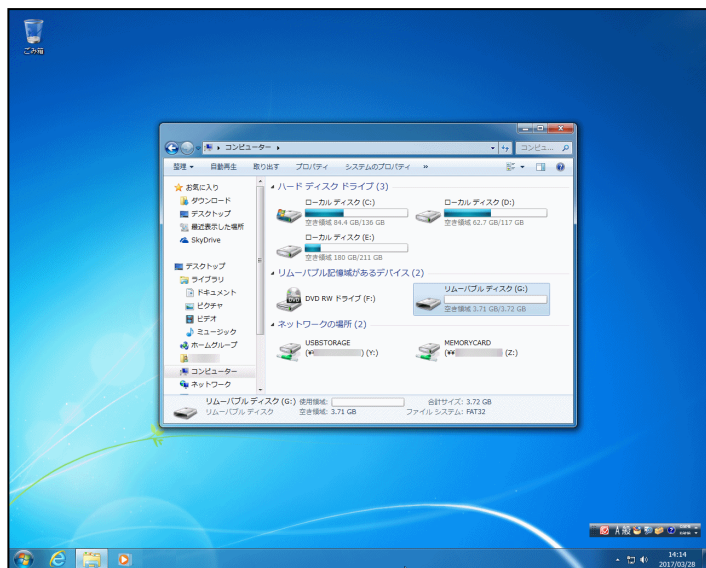 ごみ箱
コンピューター
コンピュ...
整理
自動再生
取り出す
プロパティ
システムのプロパティ
»
お気に入り
ダウンロード
デスクトップ
最近表示した場所
SkyDrive
デスクトップ
ライブラリ
ドキュメント
ピクチャ
ビデオ
ミュージック
ホームグループ
コンピューター
ネットワーク
ハード ディスク ドライブ (3)
ローカル ディスク (C:)
空き領域 84.4 GB/136 GB
ローカル ディスク (D:)
空き領域 62.7 GB/117 GB
ローカル ディスク (E:)
空き領域 180 GB/211 GB
リムーバブル記憶域があるデバイス (2)
DVD RW ドライブ (F:)
リムーバブル ディスク (G:)
空き領域 3.71 GB/3.72 GB
ネットワークの場所 (2)
USBSTORAGE
(¥ ) (Y:)
MEMORYCARD
(¥¥ (Z:)
リムーバブル ディスク (G:) 使用領域: 合計サイズ: 3.72 GB
リムーバブル ディスク 空き領域: 3.71 GB ファイル システム: FAT32
A 般
14:14
2017/03/28